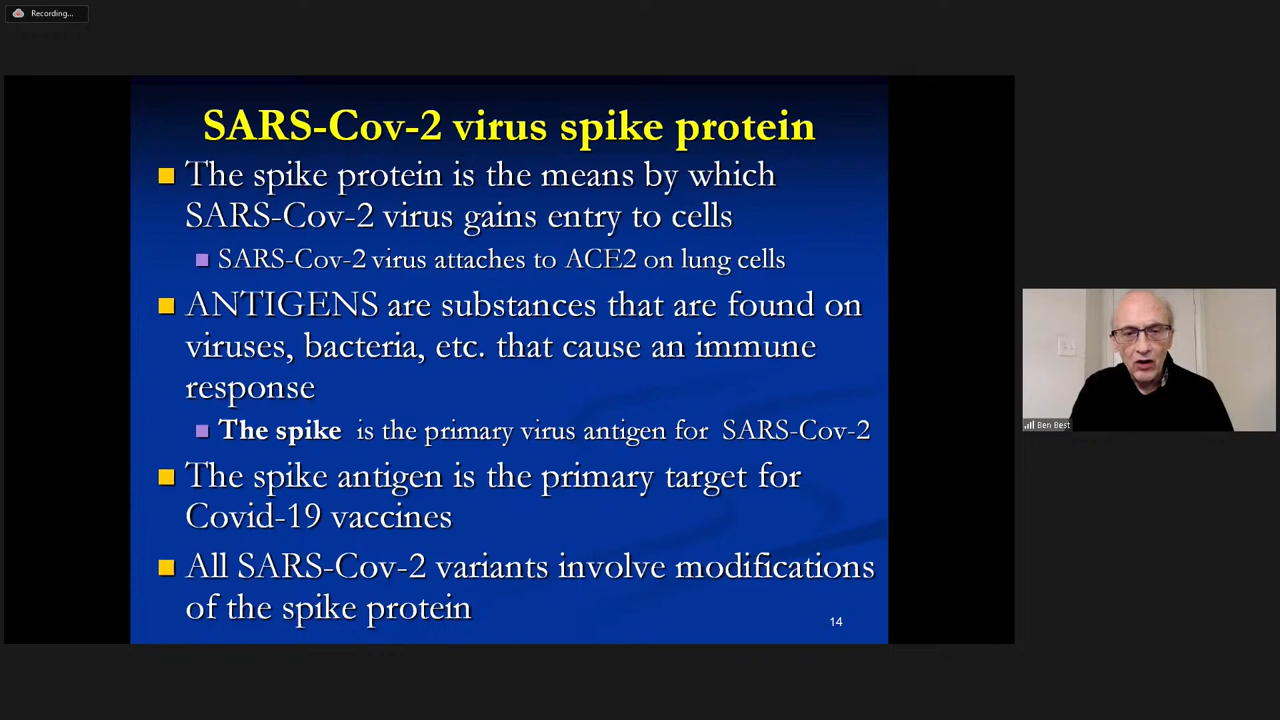 Recording...
SARS-Cov-2 virus spike protein
The spike protein is the means by which
SARS-Cov-2 virus gains entry to cells
SARS-Cov-2 virus attaches to ACE2 on lung cells
ANTIGENS are substances that are found on
viruses, bacteria, etc. that cause an immune
response
The spike is the primary virus antigen for SARS-Cov-2
The spike antigen is the primary target for
Covid-19 vaccines
All SARS-Cov-2 variants involve modifications
of the spike protein
14
Ben Best